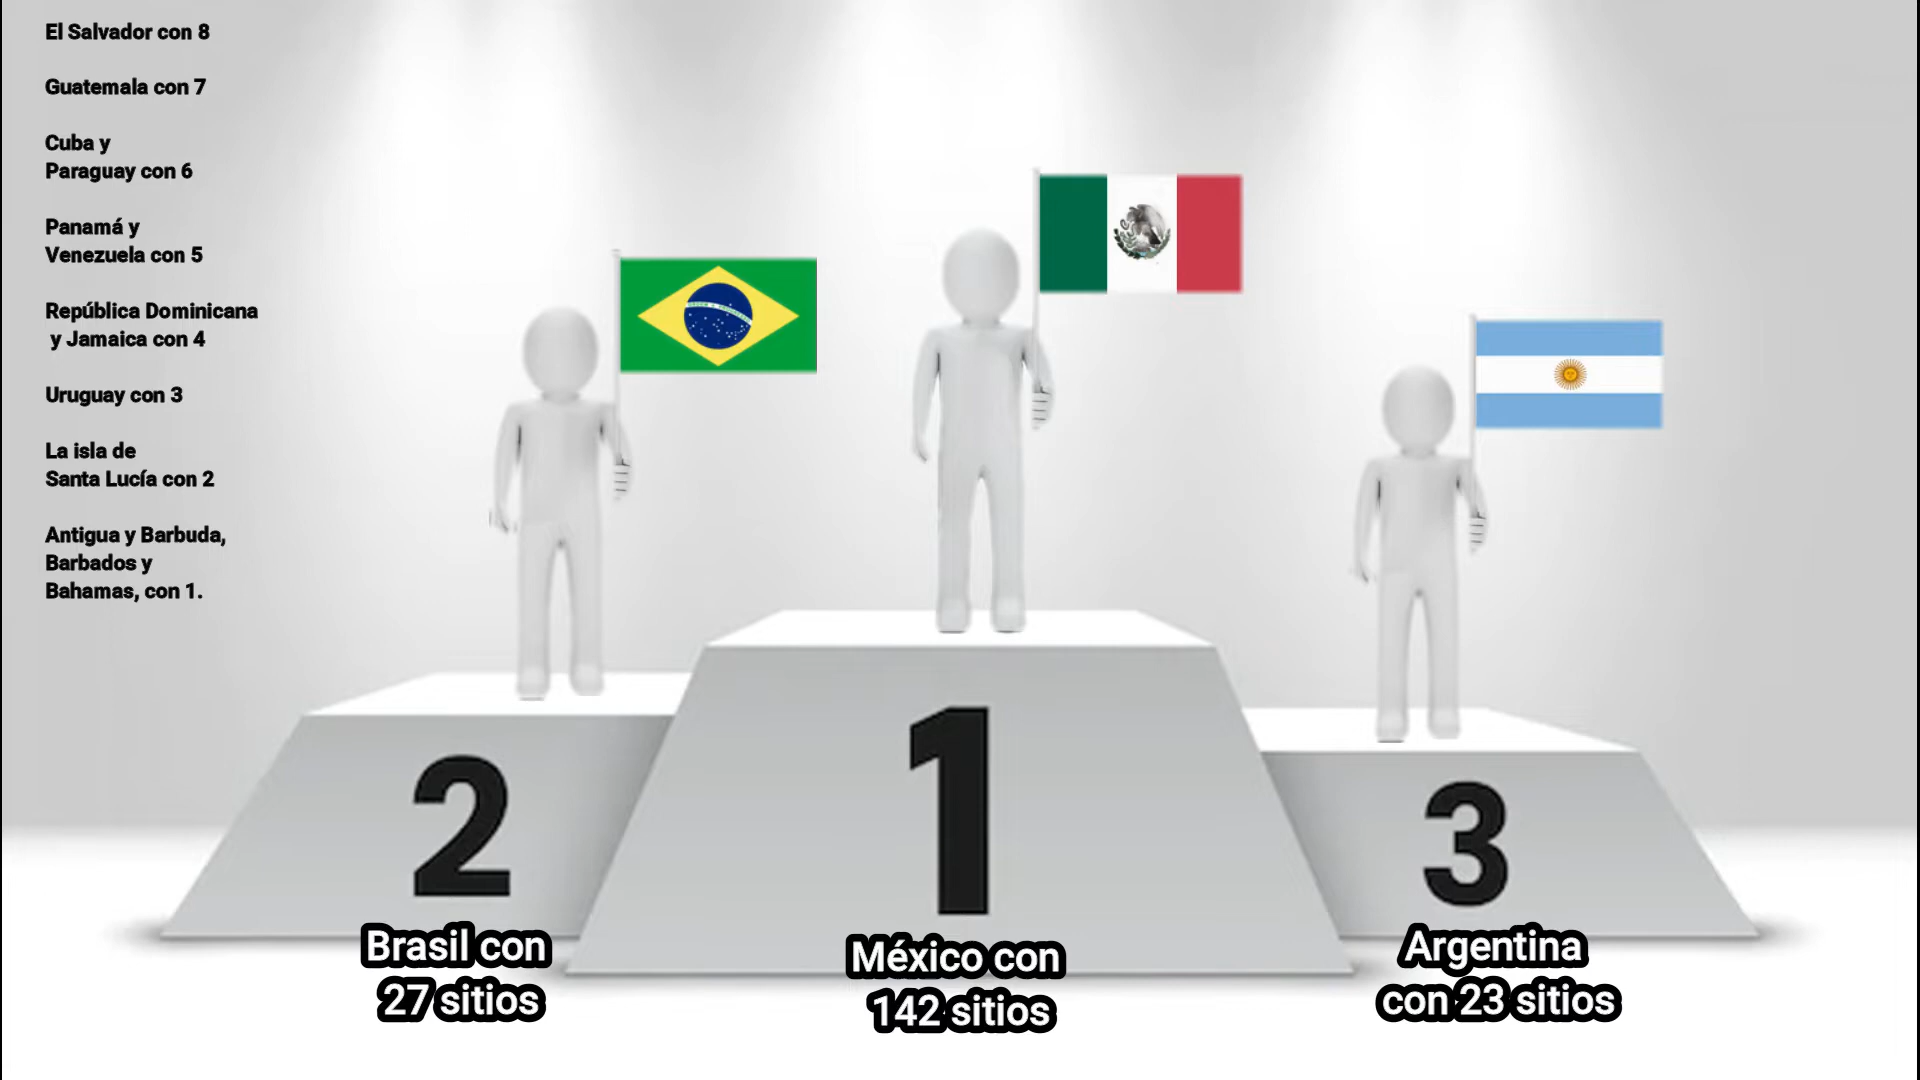 El Salvador con 8
Guatemala con 7
Cuba y
Paraguay con 6
Panamá y
Venezuela con 5
República Dominicana
y Jamaica con 4
Uruguay con 3
La isla de
Santa Lucía con 2
Antigua y Barbuda,
Barbados y
Bahamas, con 1.
2
1
3
Brasil con
27 sitios
México con
142 sitios
Argentina
con 23 sitios